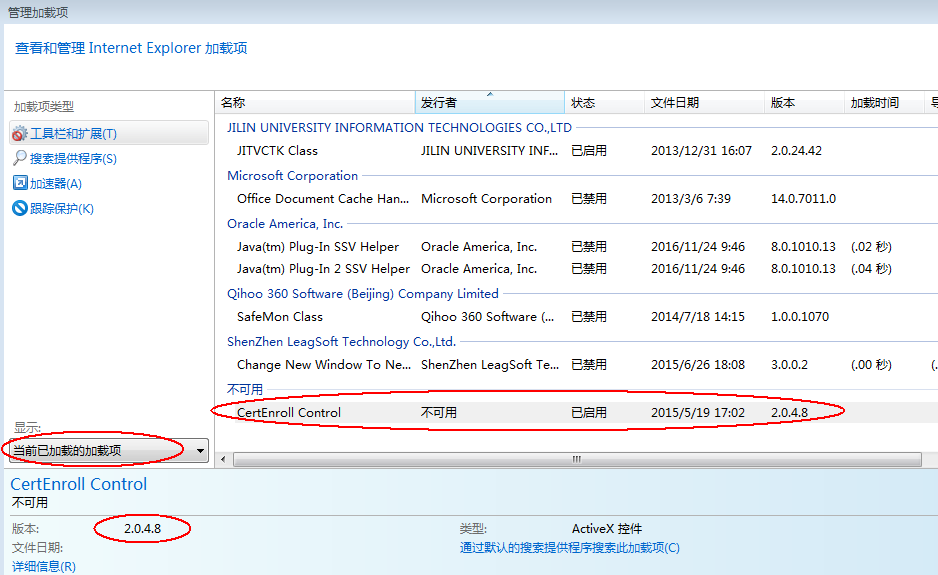 管理加载项
查看和管理 Internet Explorer 加载项
加载项类型
工具栏和扩展(T)
搜索提供程序(S)
加速器(A)
跟踪保护(K)
显示:
当前已加载的加载项
名称 发行者 状态 文件日期 版本 加载时间
JILIN UNIVERSITY INFORMATION TECHNOLOGIES CO.,LTD
JITVCTK Class JILIN UNIVERSITY INF... 已启用 2013/12/31 16:07 2.0.24.42
Microsoft Corporation
Office Document Cache Han... Microsoft Corporation 已禁用 2013/3/6 7:39 14.0.7011.0
Oracle America, Inc.
Java(tm) Plug-In SSV Helper Oracle America, Inc. 已禁用 2016/11/24 9:46 8.0.1010.13 (.02 秒)
Java(tm) Plug-In 2 SSV Helper Oracle America, Inc. 已禁用 2016/11/24 9:46 8.0.1010.13 (.04 秒)
Qihoo 360 Software (Beijing) Company Limited
SafeMon Class Qihoo 360 Software (... 已禁用 2014/7/18 14:15 1.0.0.1070
ShenZhen LeagSoft Technology Co.,Ltd.
Change New Window To Ne... ShenZhen LeagSoft Te... 已禁用 2015/6/26 18:08 3.0.0.2 (.00 秒) (.
不可用
CertEnroll Control 不可用 已启用 2015/5/19 17:02 2.0.4.8
CertEnroll Control
不可用
版本: 2.0.4.8 类型: ActiveX 控件
文件日期: 通过默认的搜索提供程序搜索此加载项(C)
详细信息(R)